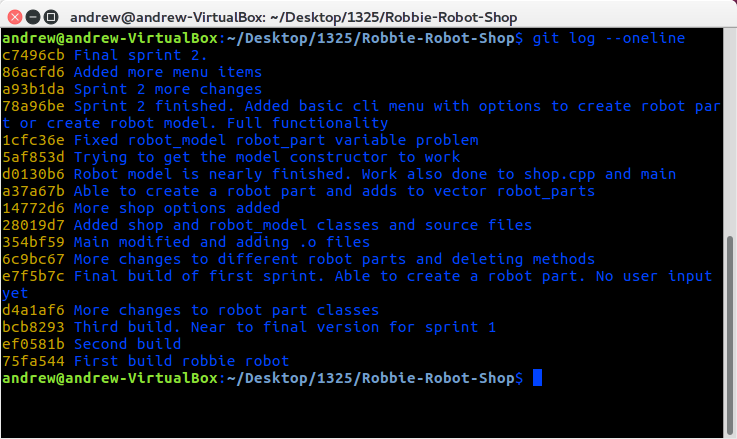 andrew@andrew-VirtualBox: ~/Desktop/1325/Robbie-Robot-Shop
andrew@andrew-VirtualBox:~/Desktop/1325/Robbie-Robot-Shop$ git log --oneline
c7496cb Final sprint 2.
86acfd6 Added more menu items
a93b1da Sprint 2 more changes
78a96be Sprint 2 finished. Added basic cli menu with options to create robot par
t or create robot model. Full functionality
1cfc36e Fixed robot_model robot_part variable problem
5af853d Trying to get the model constructor to work
d0130b6 Robot model is nearly finished. Work also done to shop.cpp and main
a37a67b Able to create a robot part and adds to vector robot_parts
14772d6 More shop options added
28019d7 Added shop and robot_model classes and source files
354bf59 Main modified and adding .o files
6c9bc67 More changes to different robot parts and deleting methods
e7f5b7c Final build of first sprint. Able to create a robot part. No user input
yet
d4a1af6 More changes to robot part classes
bcb8293 Third build. Near to final version for sprint 1
ef0581b Second build
75fa544 First build robbie robot
andrew@andrew-VirtualBox:~/Desktop/1325/Robbie-Robot-Shop$